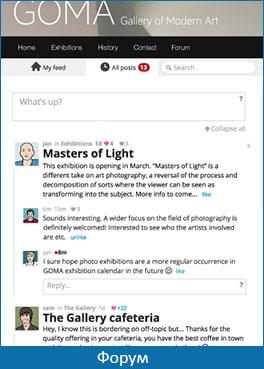 GOMA Gallery of Modern Art
Home Exhibitions History Contact Forum
My feed All posts 13 Search
What's up? ?
Collapse all
jan in Exhibitions 1d 4 3
Masters of Light
This exhibition is opening in March. "Masters of Light" is a
different take on art photography, a reversal of the process and
decomposition of sorts where the viewer can be seen as
transforming into the subject. More info to come... like
tim 15m 3
Sounds interesting. A wider focus on the field of photography is
definitely welcomed! Interested to see who the artists involved
are etc. unlike
jan 8m
I sure hope photo exhibitions are a more regular occurrence in
GOMA exhibition calendar in the future like
Reply... ?
sam in The Gallery 1d +32
The Gallery cafeteria
Hey, I know this is bordering on off-topic but... Thanks for the
quality offering in your cafeteria, you have the best coffee in town
Форум